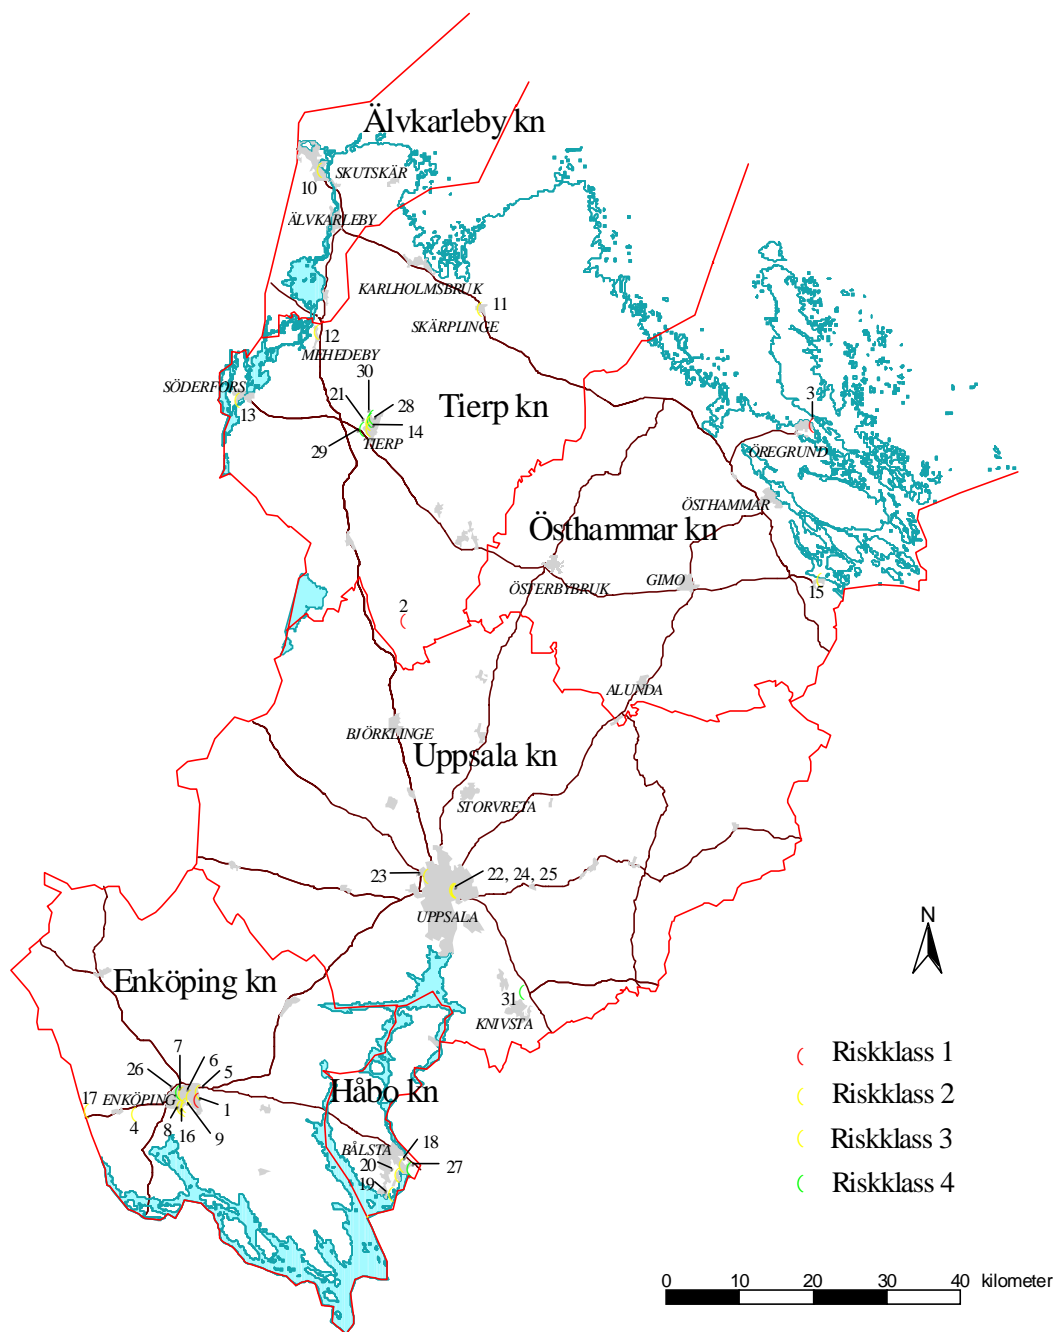 Älvkarleby kn
SKUTSKÄR
10
ÄLVKARLEBY
KARLHOLMSBRUK
11
SKÄRPLINGE
12
MEHEDEBY
SÖDERFORS
13
30
21
28
14
29
TIERP
Tierp kn
3
ÖREGRUND
ÖSTHAMMAR
Östhammar kn
ÖSTERBYBRUK
GIMO
15
2
ALUNDA
BJÖRKLINGE
Uppsala kn
STORVRETA
23
22, 24, 25
UPPSALA
N
Enköping kn
31
KNIVSTA
7
6
26
5
17
ENKÖPING
1
4
8
16
9
Håbo kn
BÅLSTA
18
20
27
19
Riskklass 1
Riskklass 2
Riskklass 3
Riskklass 4
0 10 20 30 40 kilometer